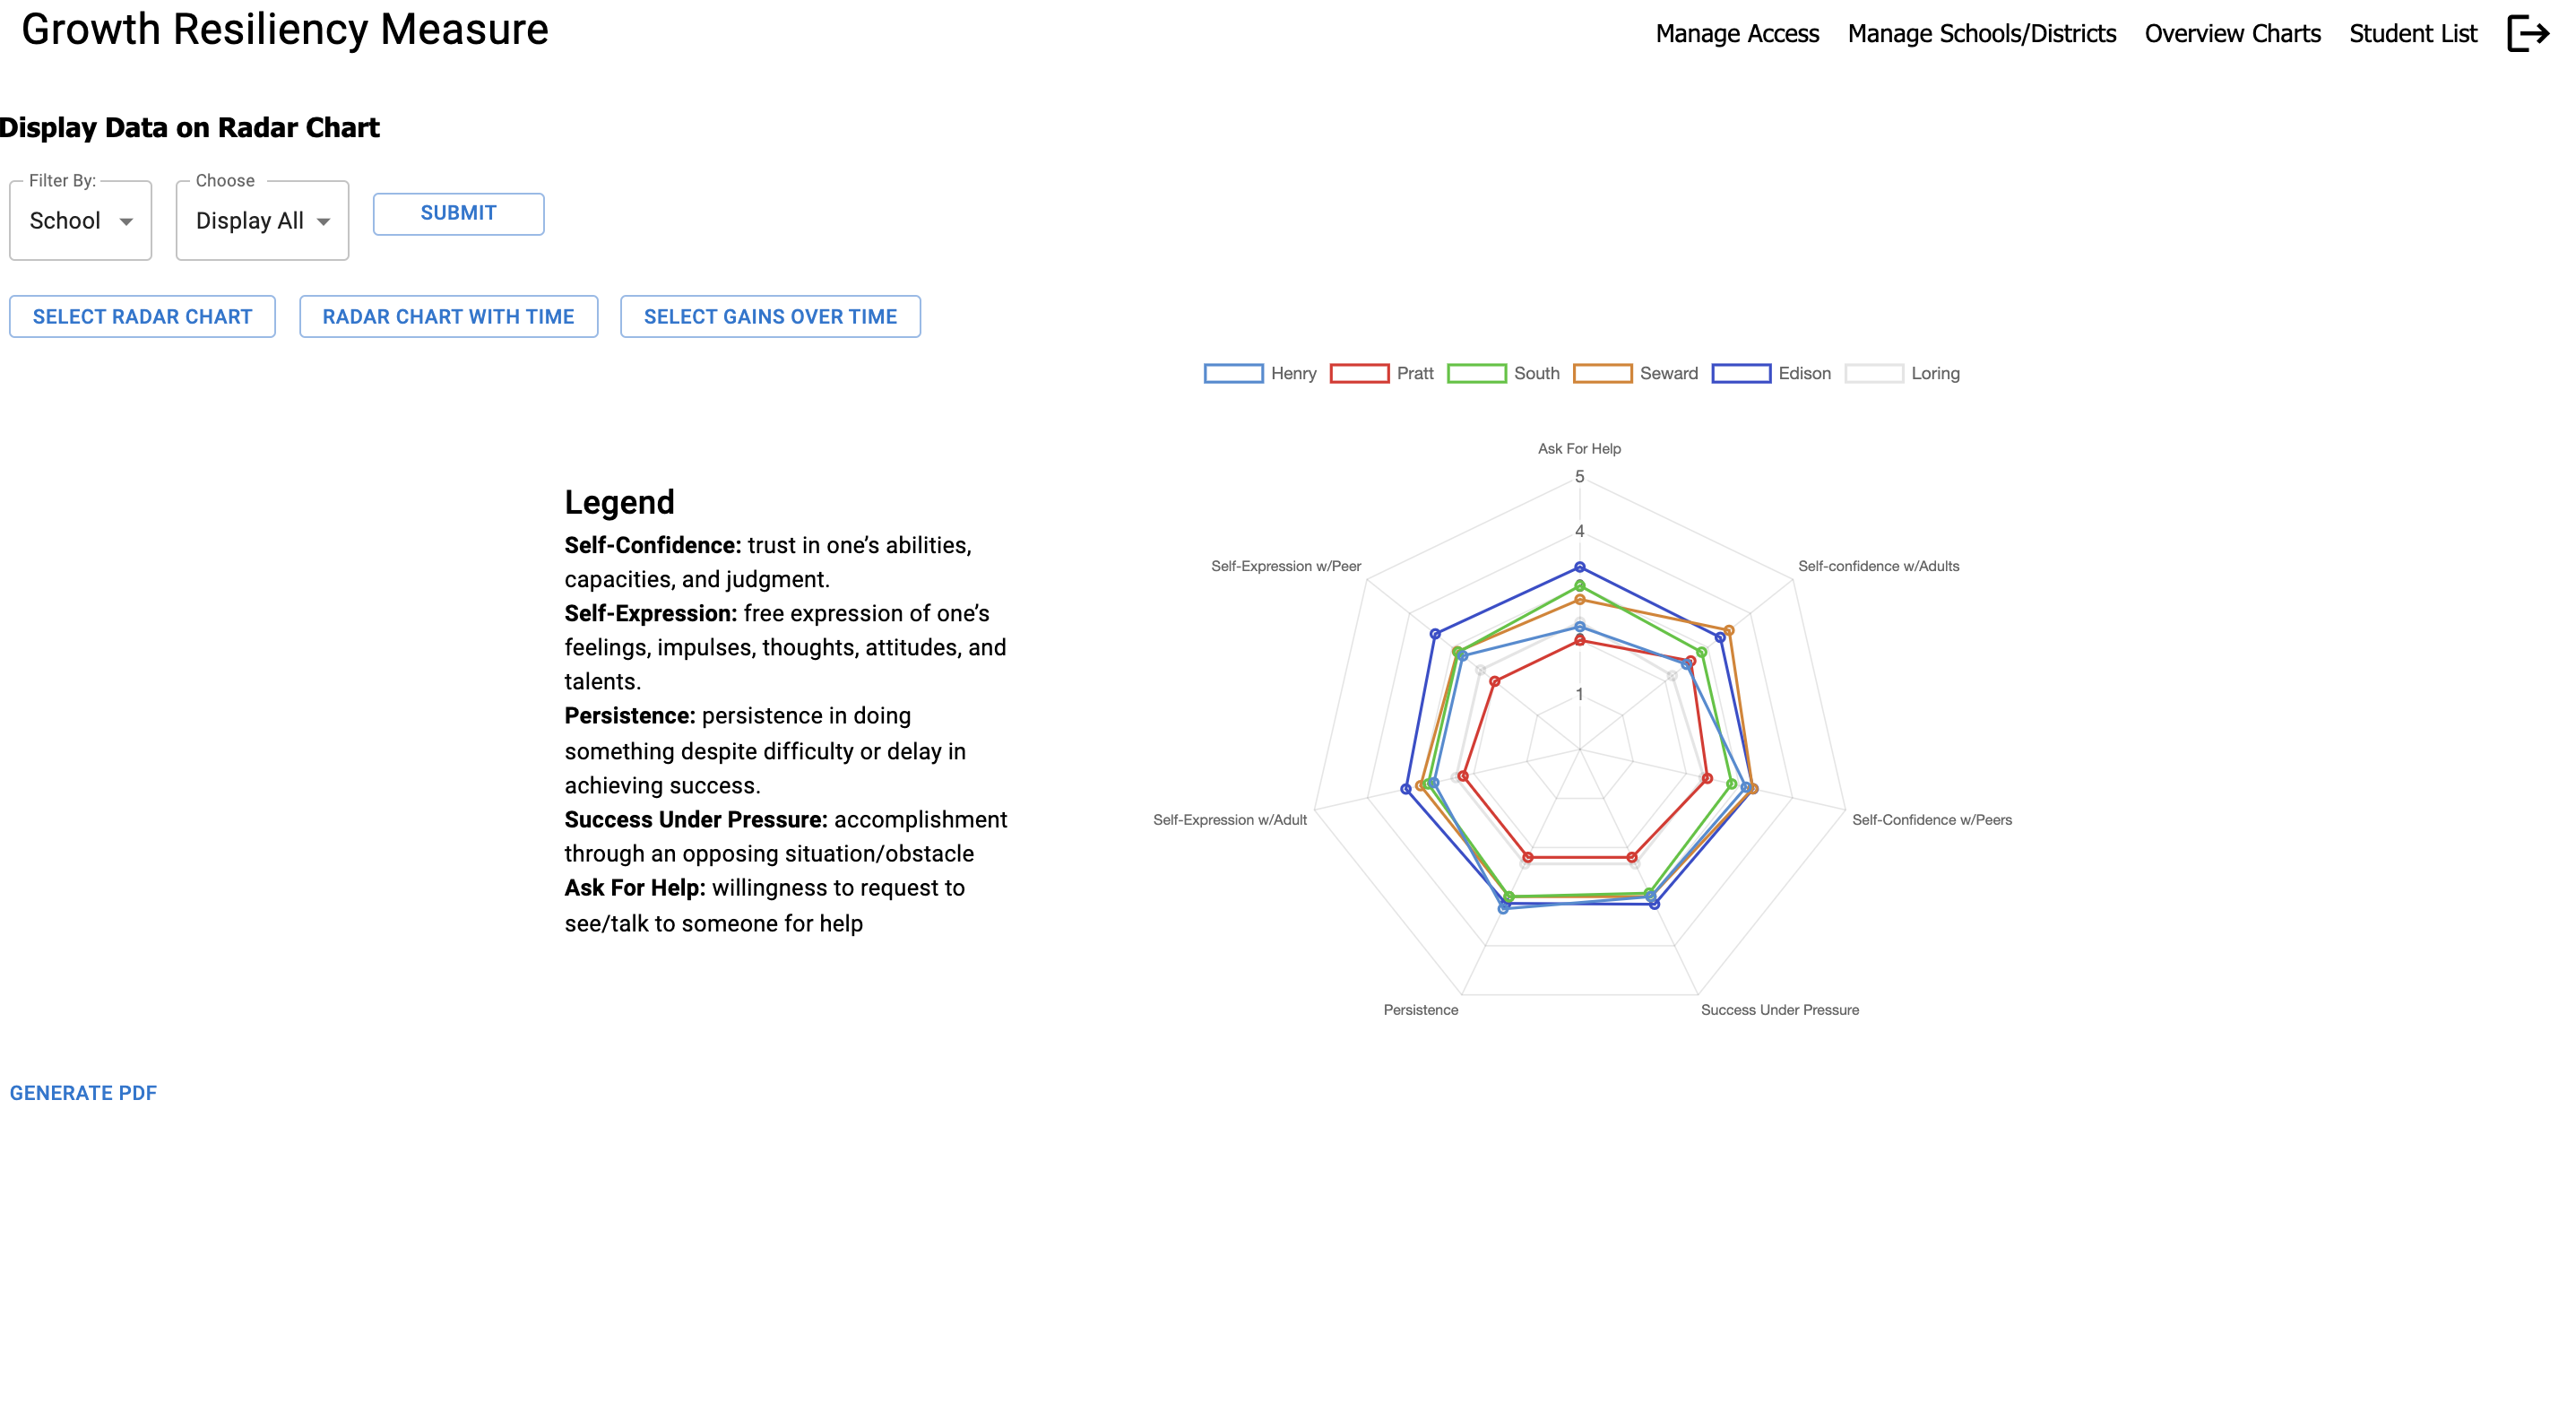 Growth Resiliency Measure
Manage Access Manage Schools/Districts Overview Charts Student List
Display Data on Radar Chart
Filter By: Choose
School Display All SUBMIT
SELECT RADAR CHART RADAR CHART WITH TIME SELECT GAINS OVER TIME
Henry Pratt South Seward Edison Loring
Legend
Self-Confidence: trust in one’s abilities,
capacities, and judgment.
Self-Expression: free expression of one’s
feelings, impulses, thoughts, attitudes, and
talents.
Persistence: persistence in doing
something despite difficulty or delay in
achieving success.
Success Under Pressure: accomplishment
through an opposing situation/obstacle
Ask For Help: willingness to request to
see/talk to someone for help
Ask For Help
5
4
Self-Expression w/Peer Self-confidence w/Adults
1
Self-Expression w/Adult Self-Confidence w/Peers
Persistence Success Under Pressure
GENERATE PDF